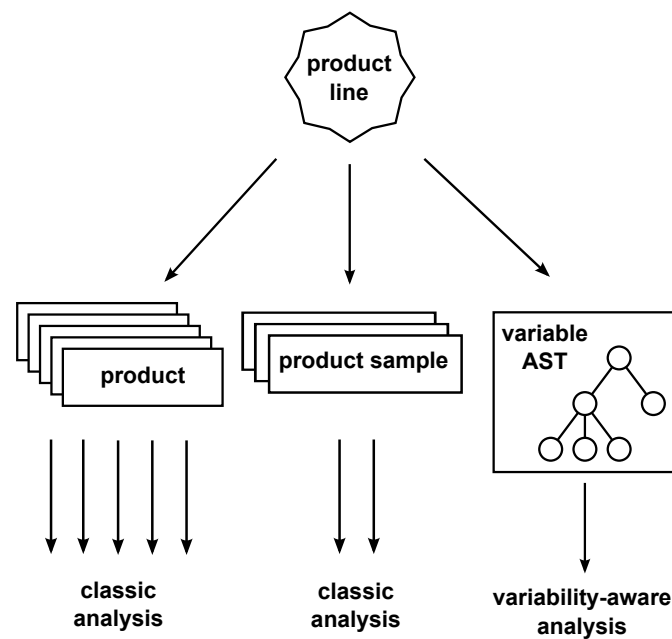 product
line
product
product sample
variable
AST
classic
analysis
classic
analysis
variability-aware
analysis